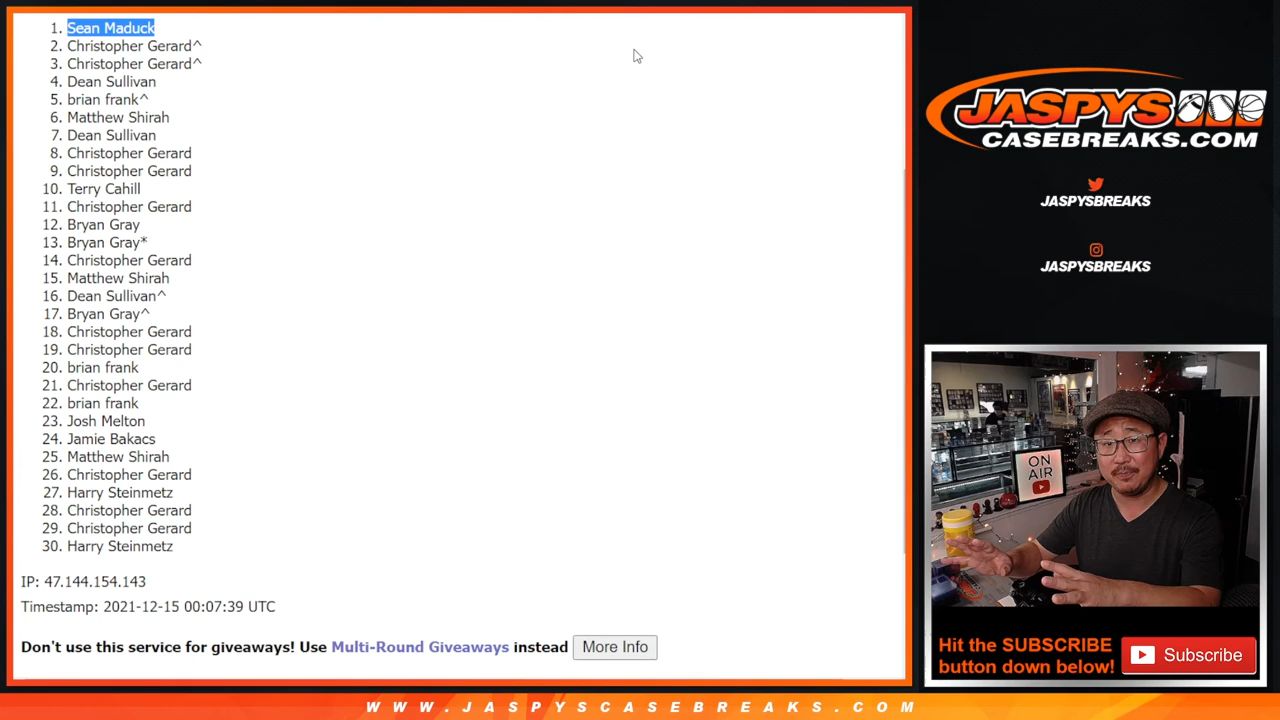 1. Sean Maduck
2. Christopher Gerard^
3. Christopher Gerard^
4. Dean Sullivan
5. brian frank^
6. Matthew Shirah
7. Dean Sullivan
8. Christopher Gerard
9. Christopher Gerard
10. Terry Cahill
11. Christopher Gerard
12. Bryan Gray
13. Bryan Gray*
14. Christopher Gerard
15. Matthew Shirah
16. Dean Sullivan^
17. Bryan Gray^
18. Christopher Gerard
19. Christopher Gerard
20. brian frank
21. Christopher Gerard
22. brian frank
23. Josh Melton
24. Jamie Bakacs
25. Matthew Shirah
26. Christopher Gerard
27. Harry Steinmetz
28. Christopher Gerard
29. Christopher Gerard
30. Harry Steinmetz
IP: 47.144.154.143
Timestamp: 2021-12-15 00:07:39 UTC
Don't use this service for giveaways! Use Multi-Round Giveaways instead More Info
JASPYS
CASEBREAKS.COM
JASPYSBREAKS
JASPYSBREAKS
ON
AIR
Hit the SUBSCRIBE
button down below!
Subscribe
WWW.JASPYSCASEBREAKS.COM